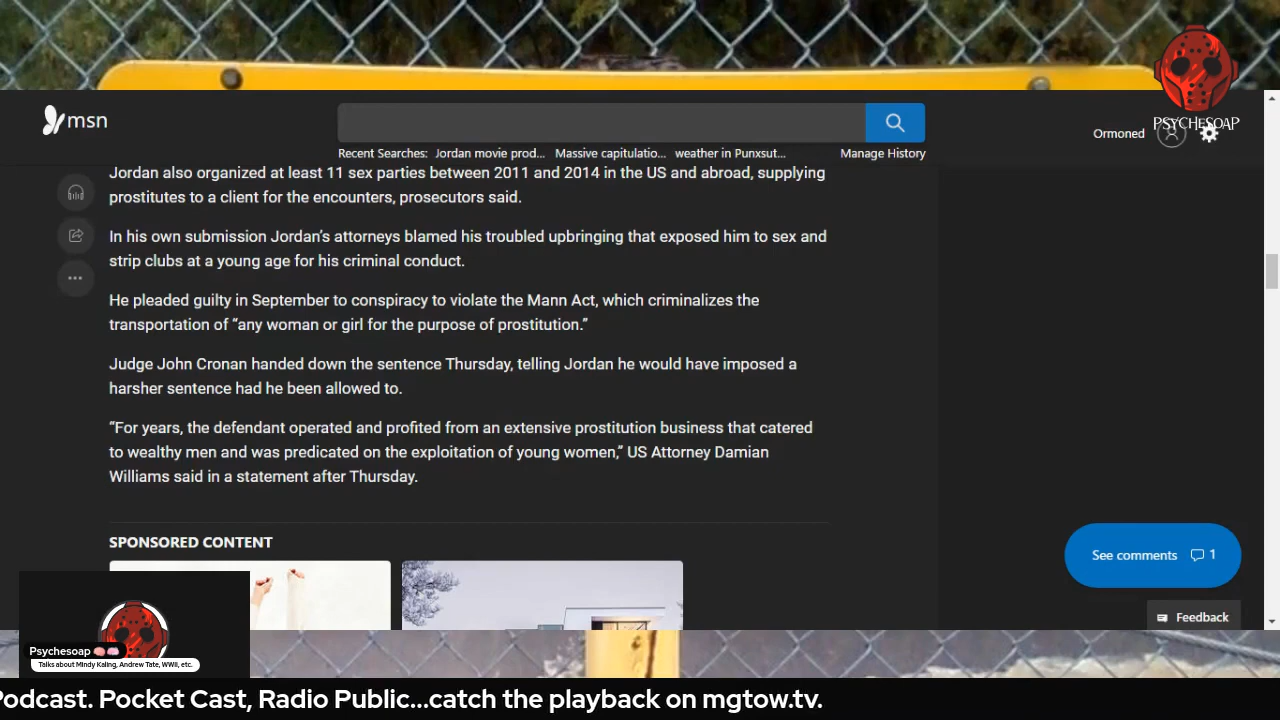 msn
PSYCHESOAP
Ormoned
Recent Searches: Jordan movie prod... Massive capitulatio... weather in Punxsut... Manage History
Jordan also organized at least 11 sex parties between 2011 and 2014 in the US and abroad, supplying
prostitutes to a client for the encounters, prosecutors said.
In his own submission Jordan’s attorneys blamed his troubled upbringing that exposed him to sex and
strip clubs at a young age for his criminal conduct.
He pleaded guilty in September to conspiracy to violate the Mann Act, which criminalizes the
transportation of “any woman or girl for the purpose of prostitution.”
Judge John Cronan handed down the sentence Thursday, telling Jordan he would have imposed a
harsher sentence had he been allowed to.
“For years, the defendant operated and profited from an extensive prostitution business that catered
to wealthy men and was predicated on the exploitation of young women,” US Attorney Damian
Williams said in a statement after Thursday.
SPONSORED CONTENT
See comments 1
Feedback
Psychesoap
Talks about Mindy Kaling, Andrew Tate, WWII, etc.
Podcast. Pocket Cast, Radio Public...catch the playback on mgtow.tv.